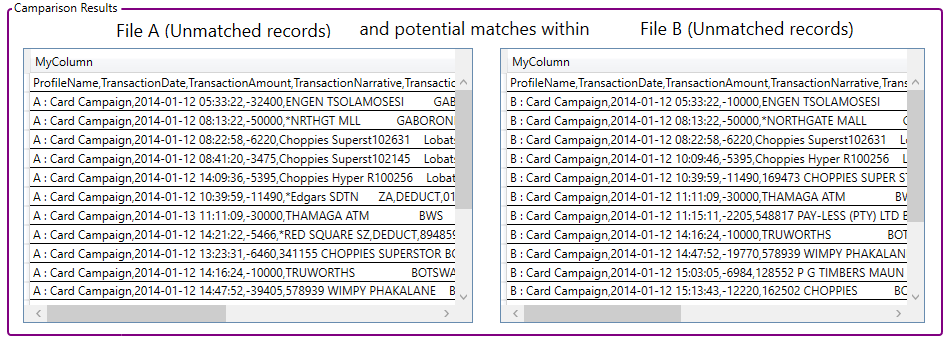 Camparison Results
File A (Unmatched records) and potential matches within File B (Unmatched records)
MyColumn
ProfileName,TransactionDate,TransactionAmount,TransactionNarrative,Transactio
A : Card Campaign,2014-01-12 05:33:22,-32400,ENGEN TSOLAMOSESI GAB
A : Card Campaign,2014-01-12 08:13:22,-50000,*NRTHGT MLL GABORON
A : Card Campaign,2014-01-12 08:22:58,-6220,Choppies Superst102631 Lobats
A : Card Campaign,2014-01-12 08:41:20,-3475,Choppies Superst102145 Lobats
A : Card Campaign,2014-01-12 14:09:36,-5395,Choppies Hyper R100256 Lobats
A : Card Campaign,2014-01-12 10:39:59,-11490,*Edgars SDTN ZA,DEDUCT,01
A : Card Campaign,2014-01-13 11:11:09,-30000,THAMAGA ATM BWS
A : Card Campaign,2014-01-12 14:21:22,-5466,*RED SQUARE SZ,DEDUCT,894859
A : Card Campaign,2014-01-12 13:23:31,-6460,341155 CHOPPIES SUPERSTOR BO
A : Card Campaign,2014-01-12 14:16:24,-10000,TRUWORTHS BOTSWA
A : Card Campaign,2014-01-12 14:47:52,-39405,578939 WIMPY PHAKALANE B
MyColumn
ProfileName,TransactionDate,TransactionAmount,TransactionNarrative,Trans
B : Card Campaign,2014-01-12 05:33:22,-10000,ENGEN TSOLAMOSESI
B : Card Campaign,2014-01-12 08:13:22,-50000,*NORTHGATE MALL G
B : Card Campaign,2014-01-12 08:22:58,-6220,Choppies Superst102631 L
B : Card Campaign,2014-01-12 10:09:46,-5395,Choppies Hyper R100256 L
B : Card Campaign,2014-01-12 10:39:59,-11490,169473 CHOPPIES SUPER ST
B : Card Campaign,2014-01-12 11:11:09,-30000,THAMAGA ATM BW
B : Card Campaign,2014-01-12 11:15:11,-2205,548817 PAY-LESS (PTY) LTD B
B : Card Campaign,2014-01-12 14:16:24,-10000,TRUWORTHS BOT
B : Card Campaign,2014-01-12 14:47:52,-19770,578939 WIMPY PHAKALAN
B : Card Campaign,2014-01-12 15:03:05,-6984,128552 P G TIMBERS MAUN
B : Card Campaign,2014-01-12 15:13:43,-12220,162502 CHOPPIES BO